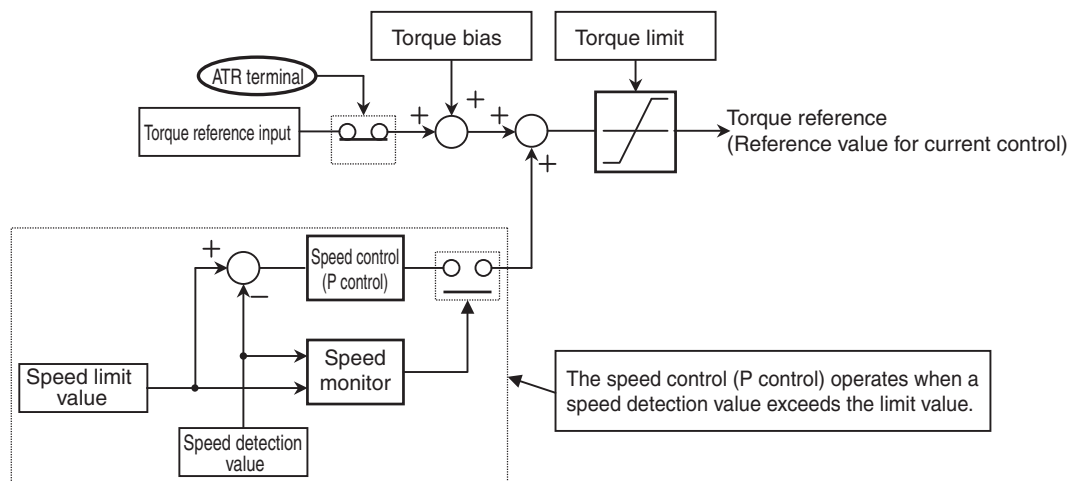 Torque bias
Torque limit
ATR terminal
+
+
+
Torque reference input
Torque reference
(Reference value for current control)
+
+
Speed control
(P control)
−
Speed
monitor
Speed limit
value
The speed control (P control) operates when a
speed detection value exceeds the limit value.
Speed detection
value